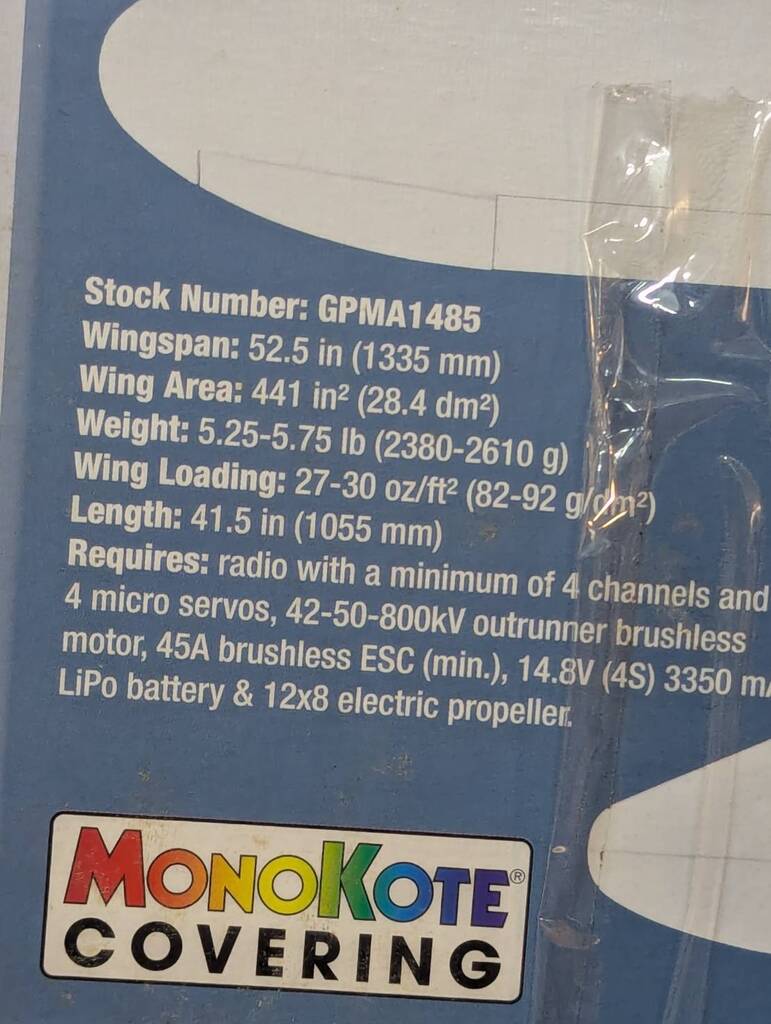 Stock Number: GPMA1485
Wingspan: 52.5 in (1335 mm)
Wing Area: 441 in² (28.4 dm²)
Weight: 5.25-5.75 lb (2380-2610 g)
Wing Loading: 27-30 oz/ft² (82-92 g/dm²)
Length: 41.5 in (1055 mm)
Requires: radio with a minimum of 4 channels and
4 micro servos, 42-50-800kV outrunner brushless
motor, 45A brushless ESC (min.), 14.8V (4S) 3350
LiPo battery & 12x8 electric propeller.
MONOKOTE®
COVERING